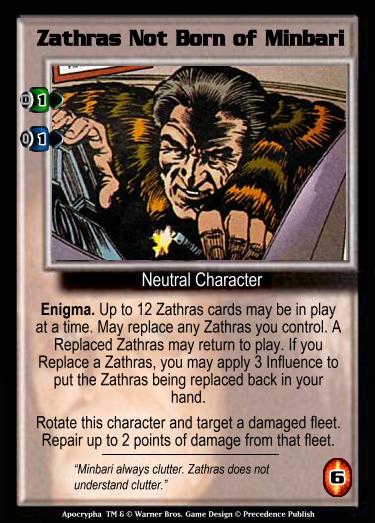 Zathras Not Born of Minbari
D 1
D 1
Neutral Character
Enigma. Up to 12 Zathras cards may be in play
at a time. May replace any Zathras you control. A
Replaced Zathras may return to play. If you
Replace a Zathras, you may apply 3 Influence to
put the Zathras being replaced back in your
hand.
Rotate this character and target a damaged fleet.
Repair up to 2 points of damage from that fleet.
"Minbari always clutter. Zathras does not
understand clutter."
6
Apocrypha TM & © Warner Bros. Game Design © Precedence Publish